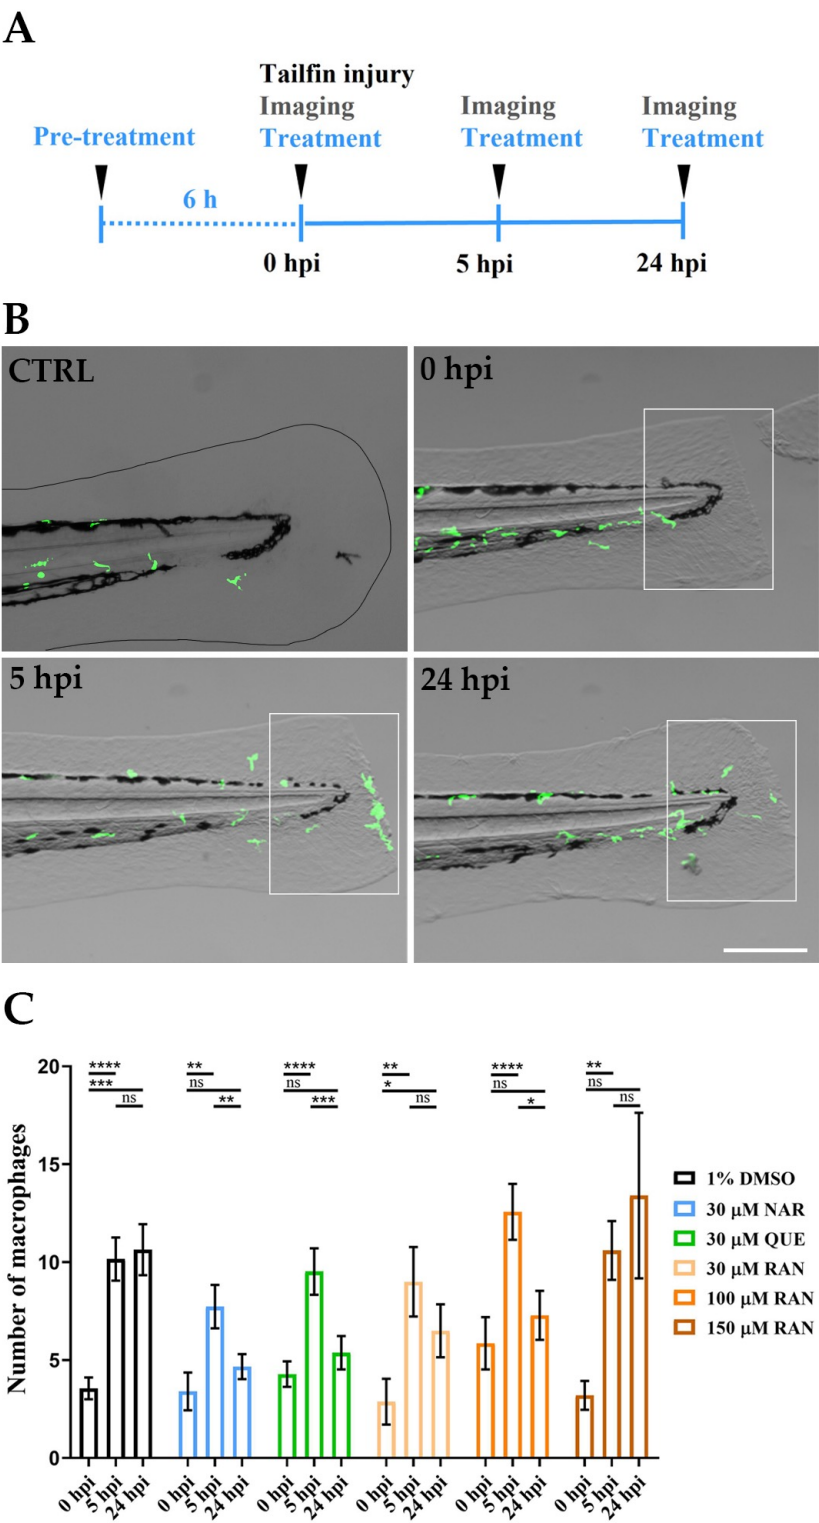 A
Tailfin injury
Imaging
Imaging
Imaging
Pre-treatment
Treatment
Treatment
Treatment
6 h
0 hpi
5 hpi
24 hpi
B
CTRL
0 hpi
5 hpi
24 hpi
C
Number of macrophages
20
15
10
5
0
****
***
ns
**
ns
**
****
ns
***
**
*
ns
****
ns
*
**
ns
ns
0 hpi
5 hpi
24 hpi
0 hpi
5 hpi
24 hpi
0 hpi
5 hpi
24 hpi
0 hpi
5 hpi
24 hpi
0 hpi
5 hpi
24 hpi
0 hpi
5 hpi
24 hpi
1% DMSO
30 μM NAR
30 μM QUE
30 μM RAN
100 μM RAN
150 μM RAN